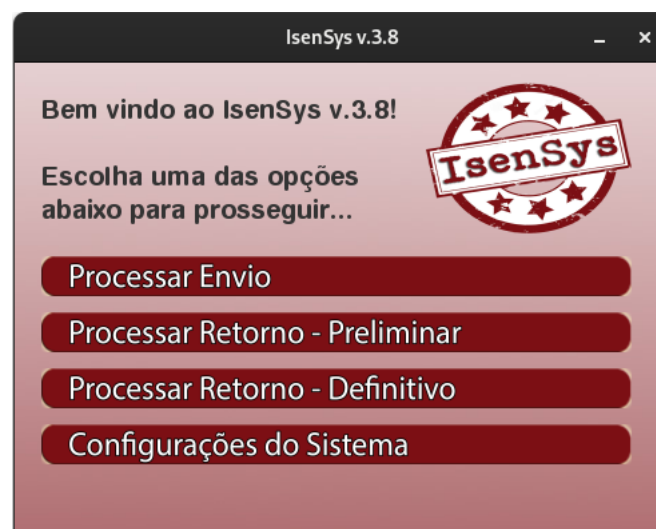 IsenSys v.3.8
Bem vindo ao IsenSys v.3.8!
IsenSys
Escolha uma das opções
abaixo para prosseguir...
Processar Envio
Processar Retorno - Preliminar
Processar Retorno - Definitivo
Configurações do Sistema